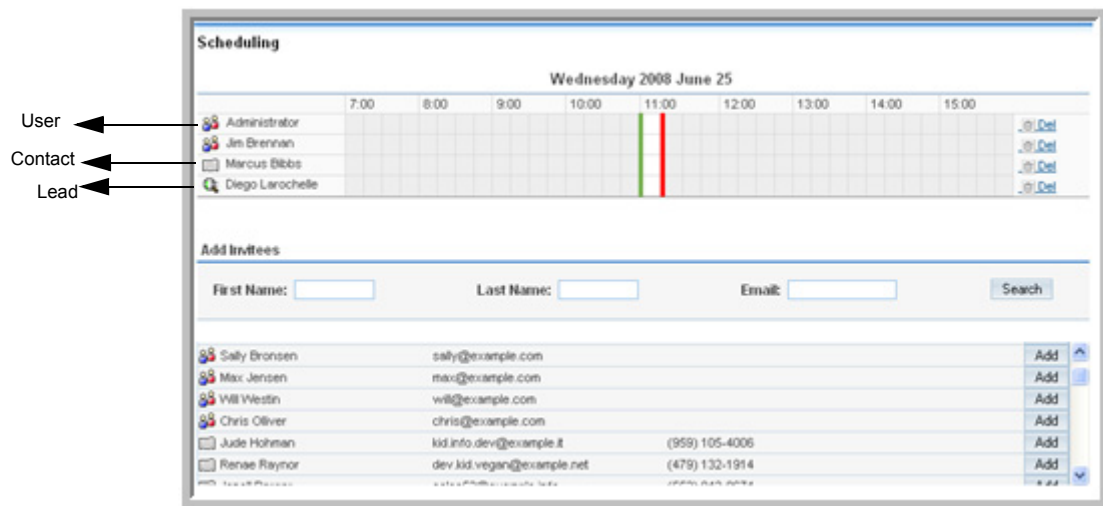 Scheduling
Wednesday 2008 June 25
7:00 8:00 9:00 10:00 11:00 12:00 13:00 14:00 15:00
User Administrator Del
Jim Brennan Del
Contact Marcus Bibbs Del
Lead Diego Larochelle Del
Add Invitees
First Name: Last Name: Email: Search
Sally Bronsen sally@example.com Add
Max Jensen max@example.com Add
Will Westin will@example.com Add
Chris Olliver chris@example.com Add
Jude Hohman kid.info.dev@example.it (959) 105-4006 Add
Renae Raynor dev.kid.vegan@example.net (479) 132-1914 Add